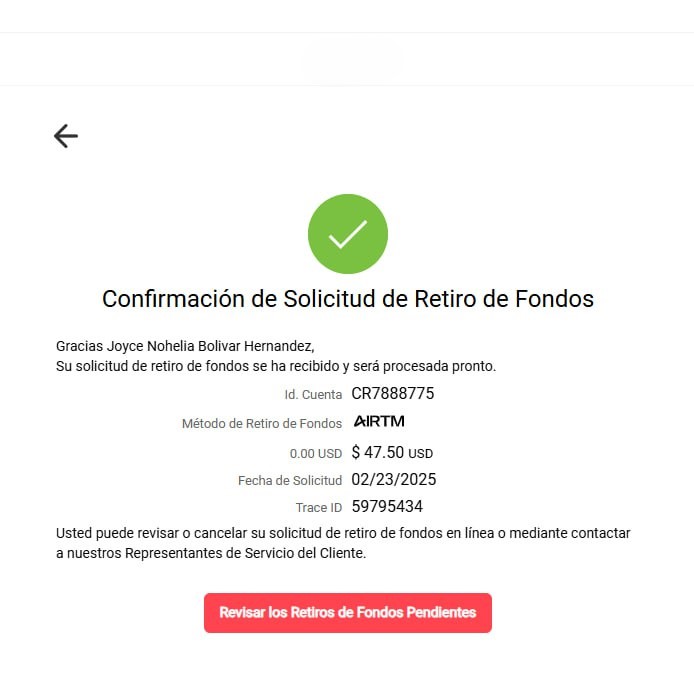 Confirmación de Solicitud de Retiro de Fondos
Gracias Joyce Nohelia Bolivar Hernandez,
Su solicitud de retiro de fondos se ha recibido y será procesada pronto.
Id. Cuenta CR7888775
Método de Retiro de Fondos AIRTM
0.00 USD $ 47.50 USD
Fecha de Solicitud 02/23/2025
Trace ID 59795434
Usted puede revisar o cancelar su solicitud de retiro de fondos en línea o mediante contactar
a nuestros Representantes de Servicio del Cliente.
Revisar los Retiros de Fondos Pendientes